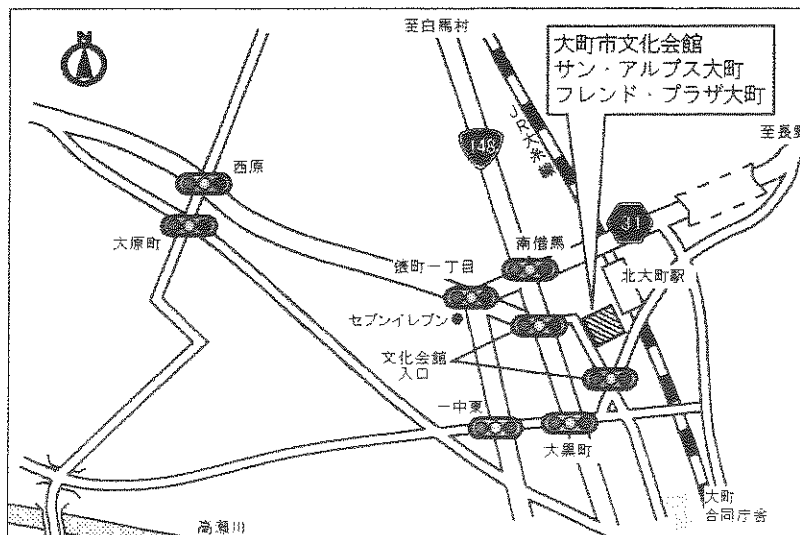 至白馬村
大町市文化会館
サン・アルプス大町
フレンド・プラザ大町
148
JR大糸線
至長野
西原
31
大原町
南借馬
俵町一丁目
北大町駅
セブンイレブン
文化会館
入口
一中東
大黒町
大町
合同庁舎
高瀬川